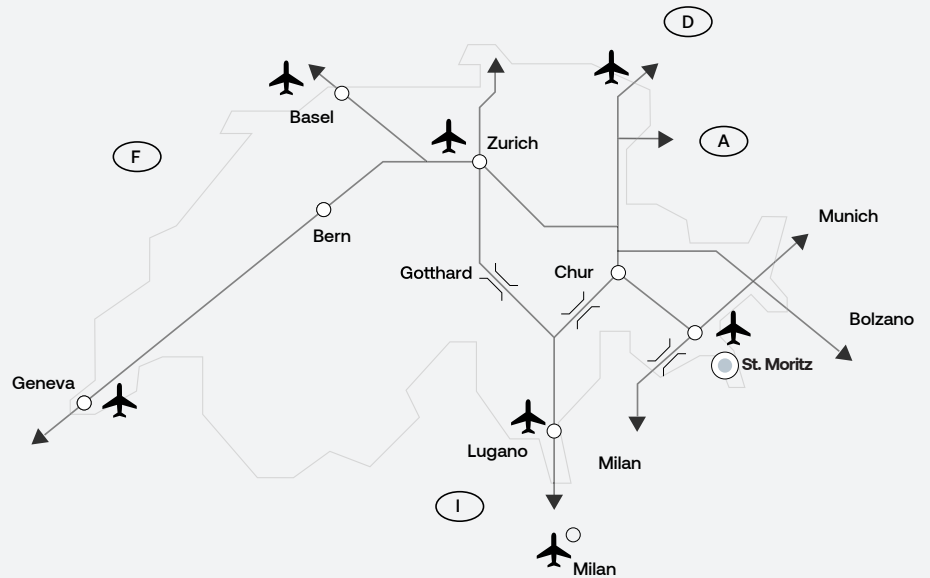 D
Basel
Zurich
F
A
Bern
Munich
Gotthard
Chur
Bolzano
St. Moritz
Geneva
Lugano
Milan
I
Milan